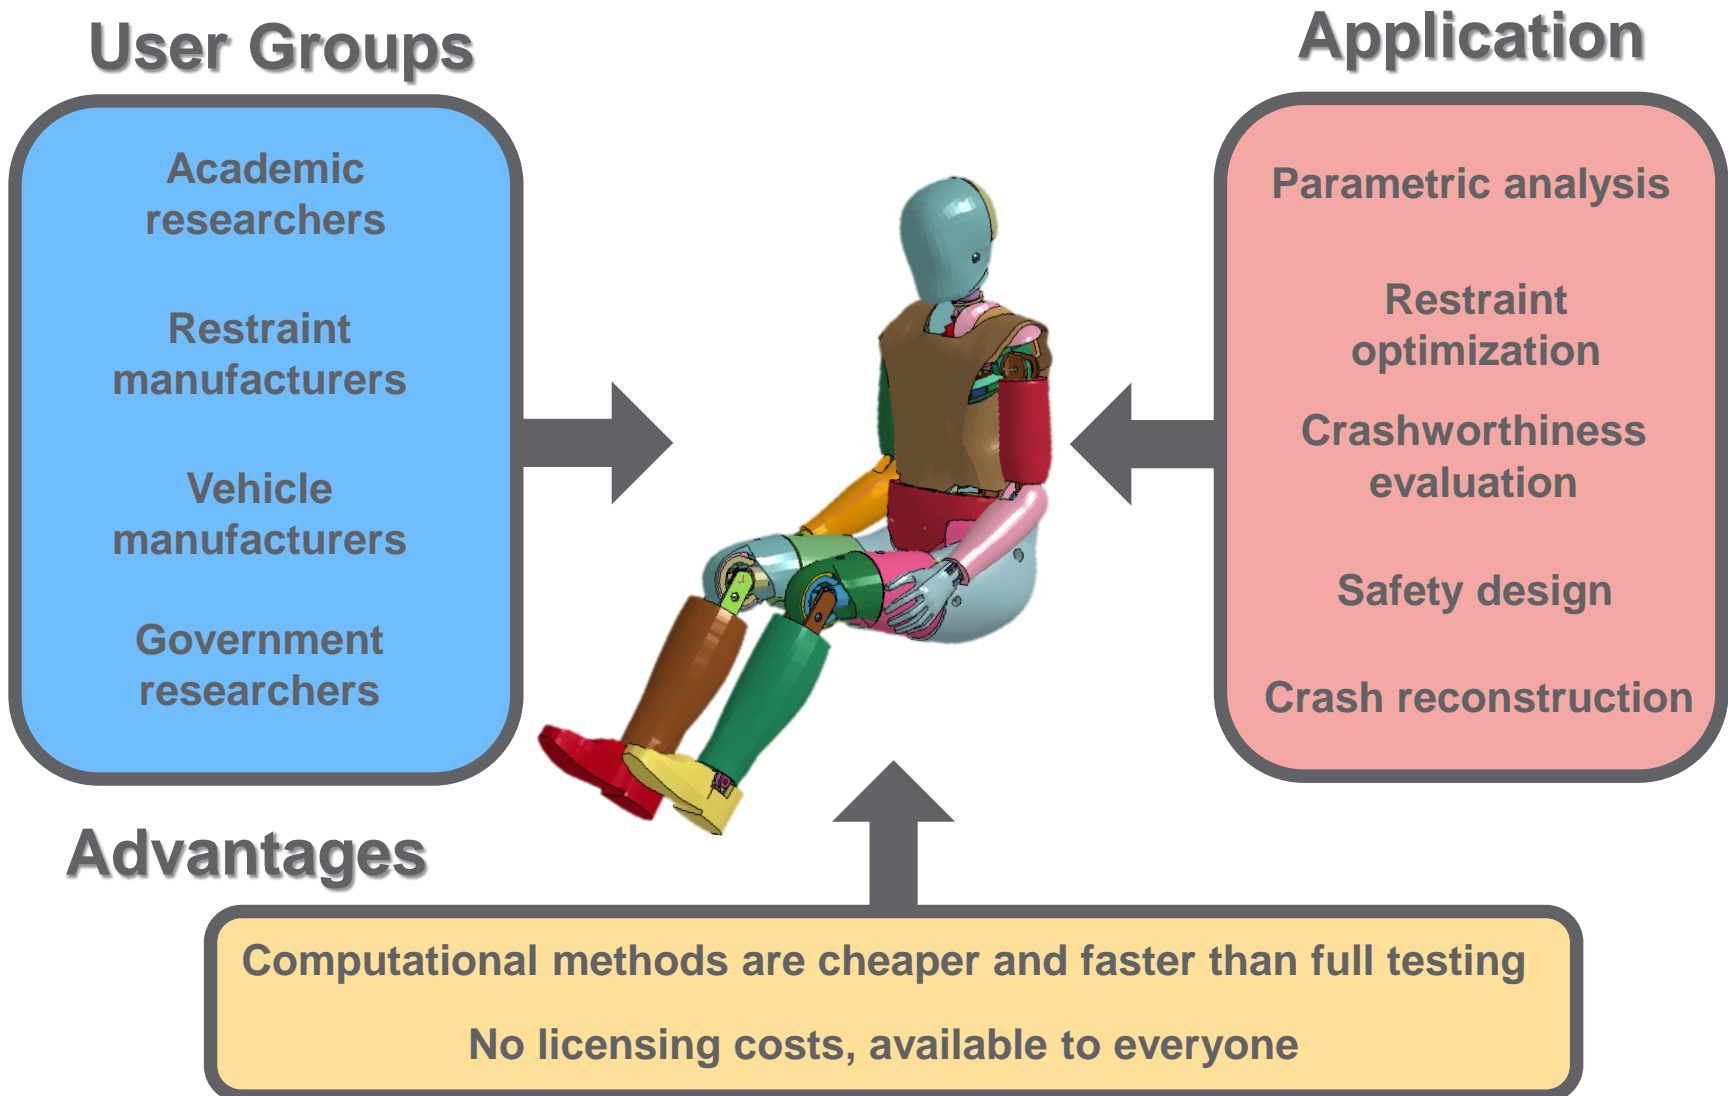 User Groups
Academic
researchers
Restraint
manufacturers
Vehicle
manufacturers
Government
researchers
Application
Parametric analysis
Restraint
optimization
Crashworthiness
evaluation
Safety design
Crash reconstruction
Advantages
Computational methods are cheaper and faster than full testing
No licensing costs, available to everyone